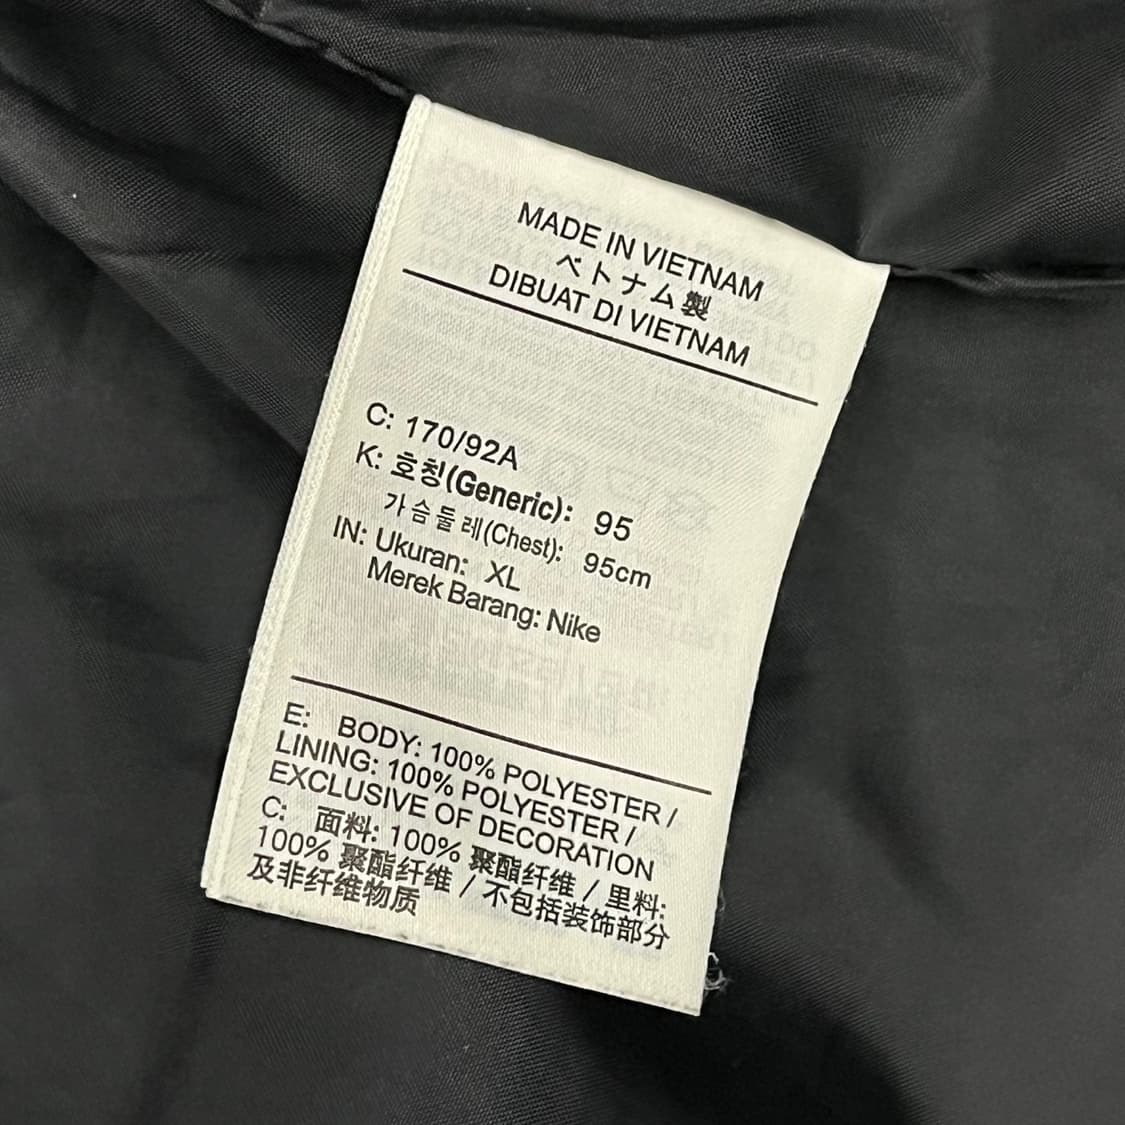 MADE IN VIETNAM
ベトナム製
DIBUAT DI VIETNAM
C: 170/92A
K: 호칭(Generic): 95
가슴둘레(Chest): 95cm
IN: Ukuran: XL
Merek Barang: Nike
E: BODY: 100% POLYESTER /
LINING: 100% POLYESTER /
EXCLUSIVE OF DECORATION
C: 面料: 100% 聚酯纤维 / 里料:
100% 聚酯纤维 / 不包括装饰部分
及非纤维物质